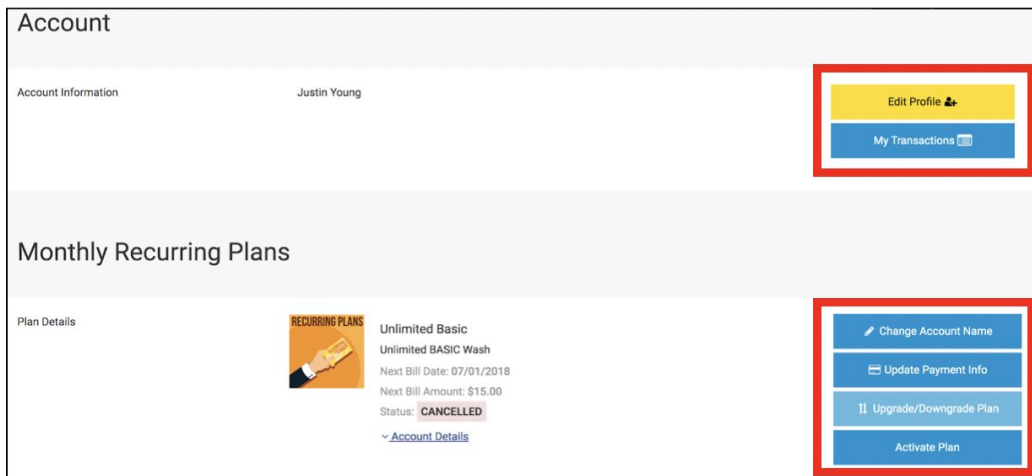 Account
Account Information
Justin Young
Edit Profile
My Transactions
Monthly Recurring Plans
Plan Details
RECURRING PLANS
Unlimited Basic
Unlimited BASIC Wash
Next Bill Date: 07/01/2018
Next Bill Amount: $15.00
Status: CANCELLED
Account Details
Change Account Name
Update Payment Info
Upgrade/Downgrade Plan
Activate Plan